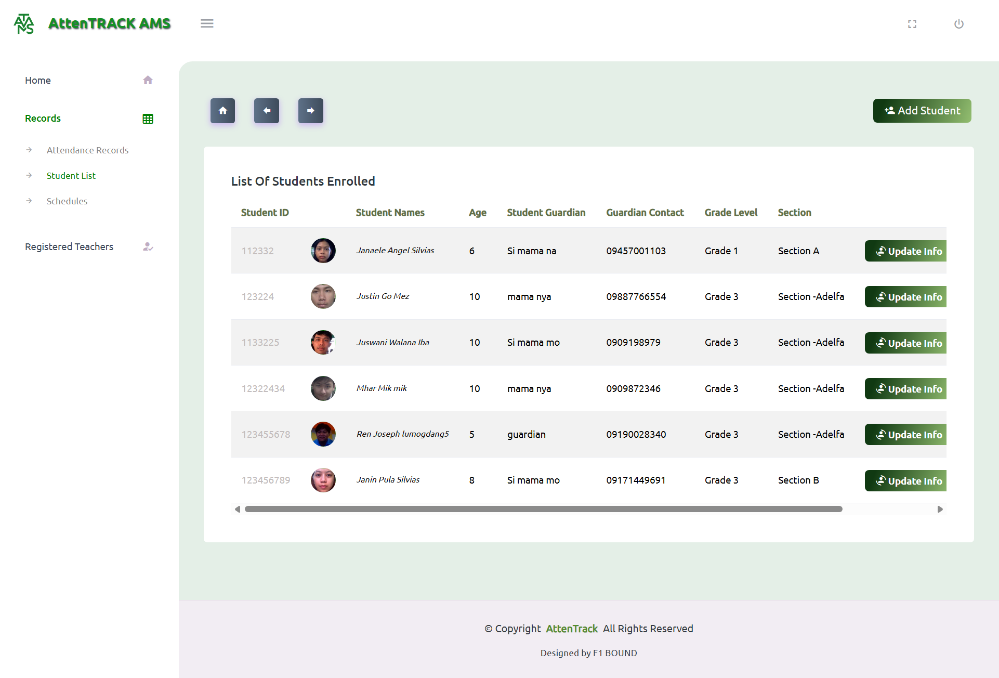 ATAMS
AttenTRACK AMS
Home
Records
Attendance Records
Student List
Schedules
Registered Teachers
Add Student
List Of Students Enrolled
Student ID Student Names Age Student Guardian Guardian Contact Grade Level Section
112332 Janaele Angel Silvias 6 Si mama na 09457001103 Grade 1 Section A Update Info
123224 Justin Go Mez 10 mama nya 09887766554 Grade 3 Section -Adelfa Update Info
1133225 Juswani Walana Iba 10 Si mama mo 0909198979 Grade 3 Section -Adelfa Update Info
12322434 Mhar Mik mik 10 mama nya 0909872346 Grade 3 Section -Adelfa Update Info
123455678 Ren Joseph lumogdang5 5 guardian 09190028340 Grade 3 Section -Adelfa Update Info
123456789 Janin Pula Silvias 8 Si mama mo 09171449691 Grade 3 Section B Update Info
© Copyright AttenTrack All Rights Reserved
Designed by F1 BOUND